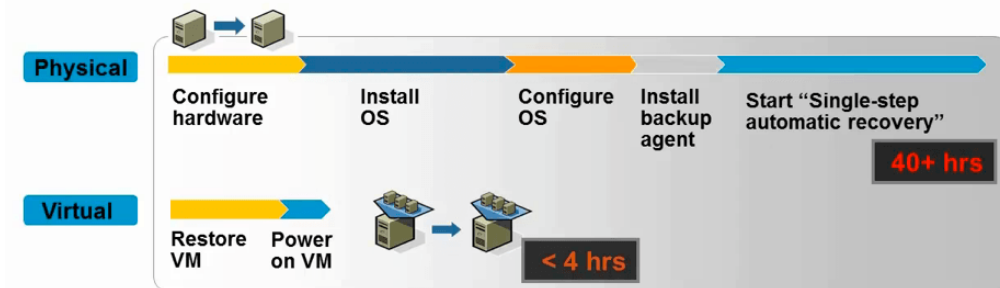 Physical
Configure
hardware
Install
OS
Configure
OS
Install
backup
agent
Start “Single-step
automatic recovery”
40+ hrs
Virtual
Restore
VM
Power
on VM
< 4 hrs